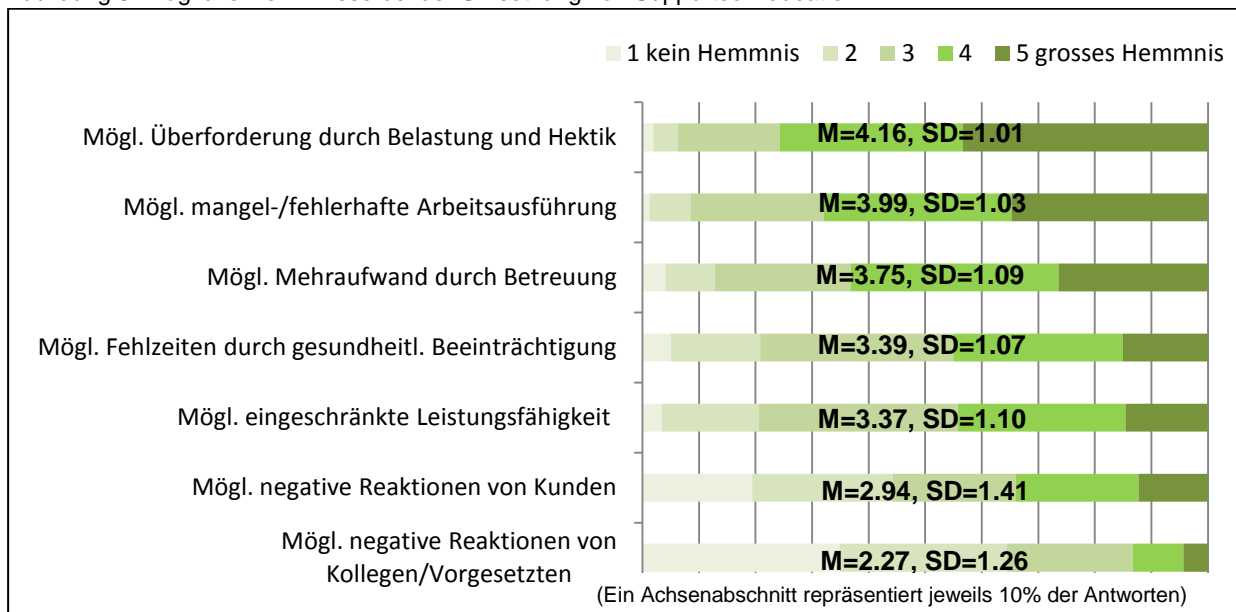 1 kein Hemmnis 2 3 4 5 grosses Hemmnis
Mögl. Überforderung durch Belastung und Hektik M=4.16, SD=1.01
Mögl. mangel-/fehlerhafte Arbeitsausführung M=3.99, SD=1.03
Mögl. Mehraufwand durch Betreuung M=3.75, SD=1.09
Mögl. Fehlzeiten durch gesundheitl. Beeinträchtigung M=3.39, SD=1.07
Mögl. eingeschränkte Leistungsfähigkeit M=3.37, SD=1.10
Mögl. negative Reaktionen von Kunden M=2.94, SD=1.41
Mögl. negative Reaktionen von
Kollegen/Vorgesetzten M=2.27, SD=1.26
(Ein Achsenabschnitt repräsentiert jeweils 10% der Antworten)